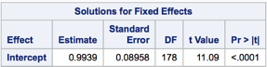 Solutions for Fixed Effects
Effect Estimate Standard Error DF t Value Pr > |t|
Intercept 0.9939 0.08958 178 11.09 <.0001